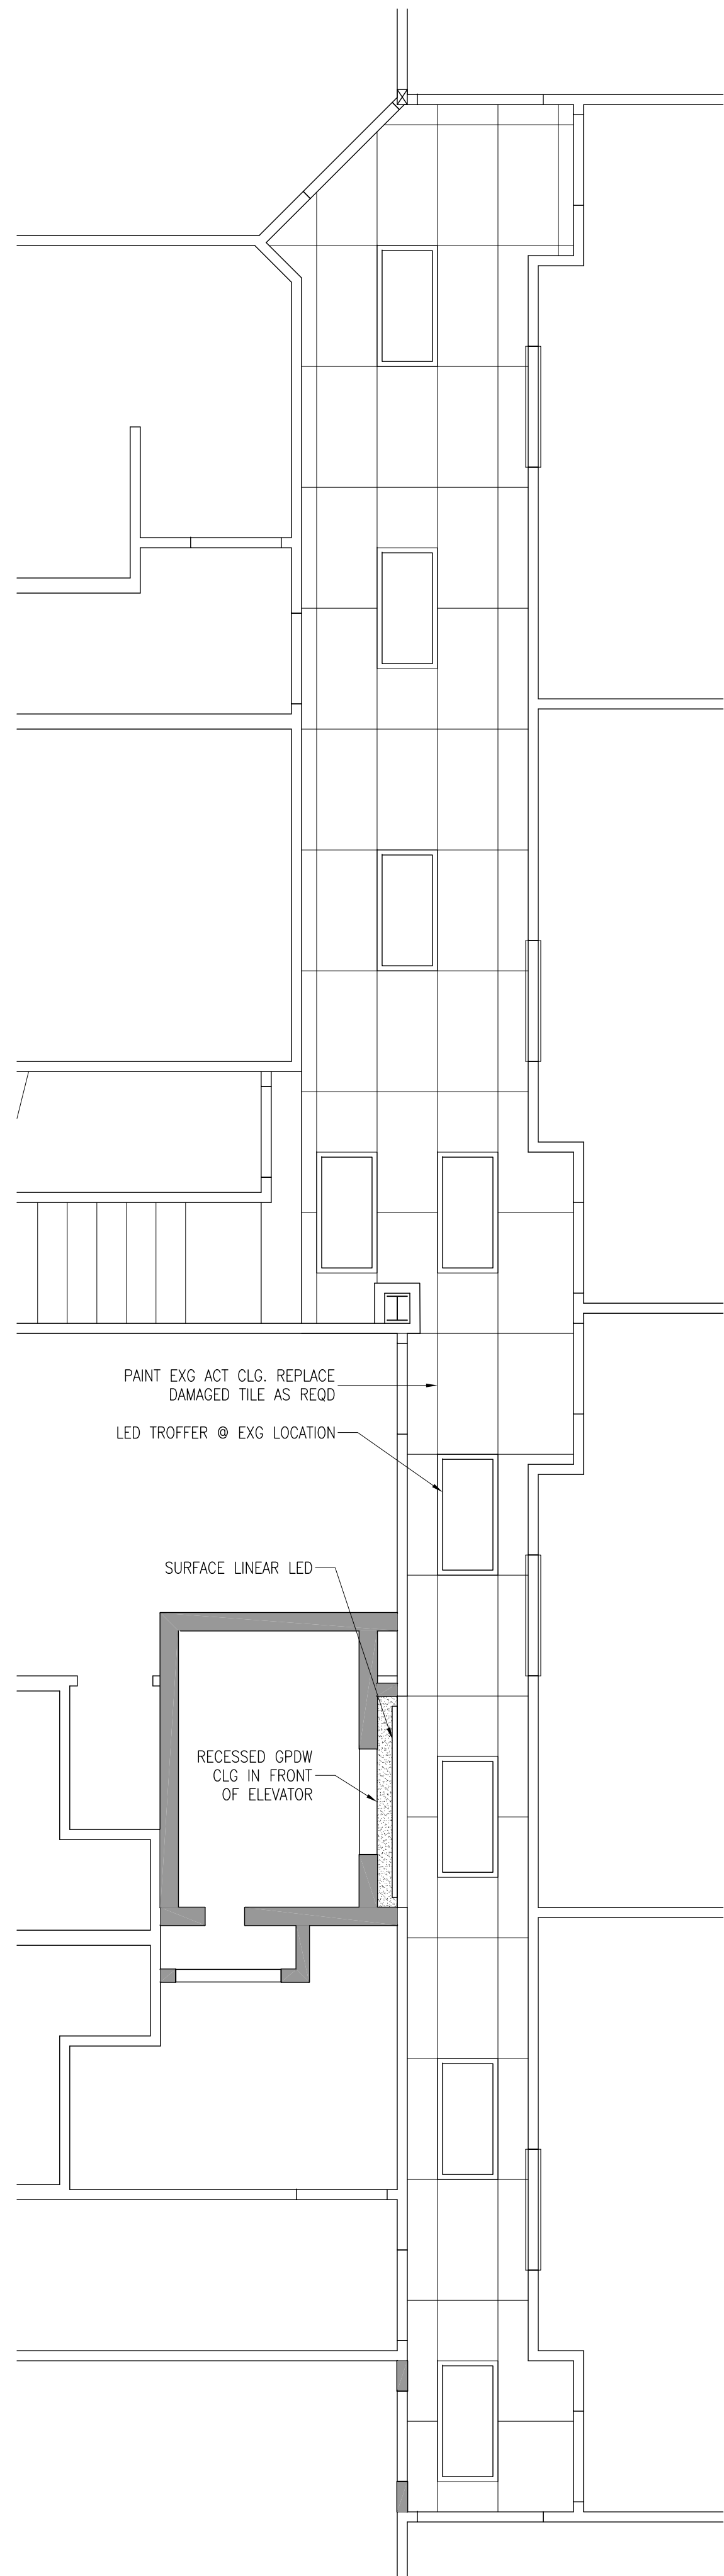 PAINT EXG ACT CLG. REPLACE
DAMAGED TILE AS REQD
LED TROFFER @ EXG LOCATION
SURFACE LINEAR LED
RECESSED GPDW
CLG IN FRONT
OF ELEVATOR